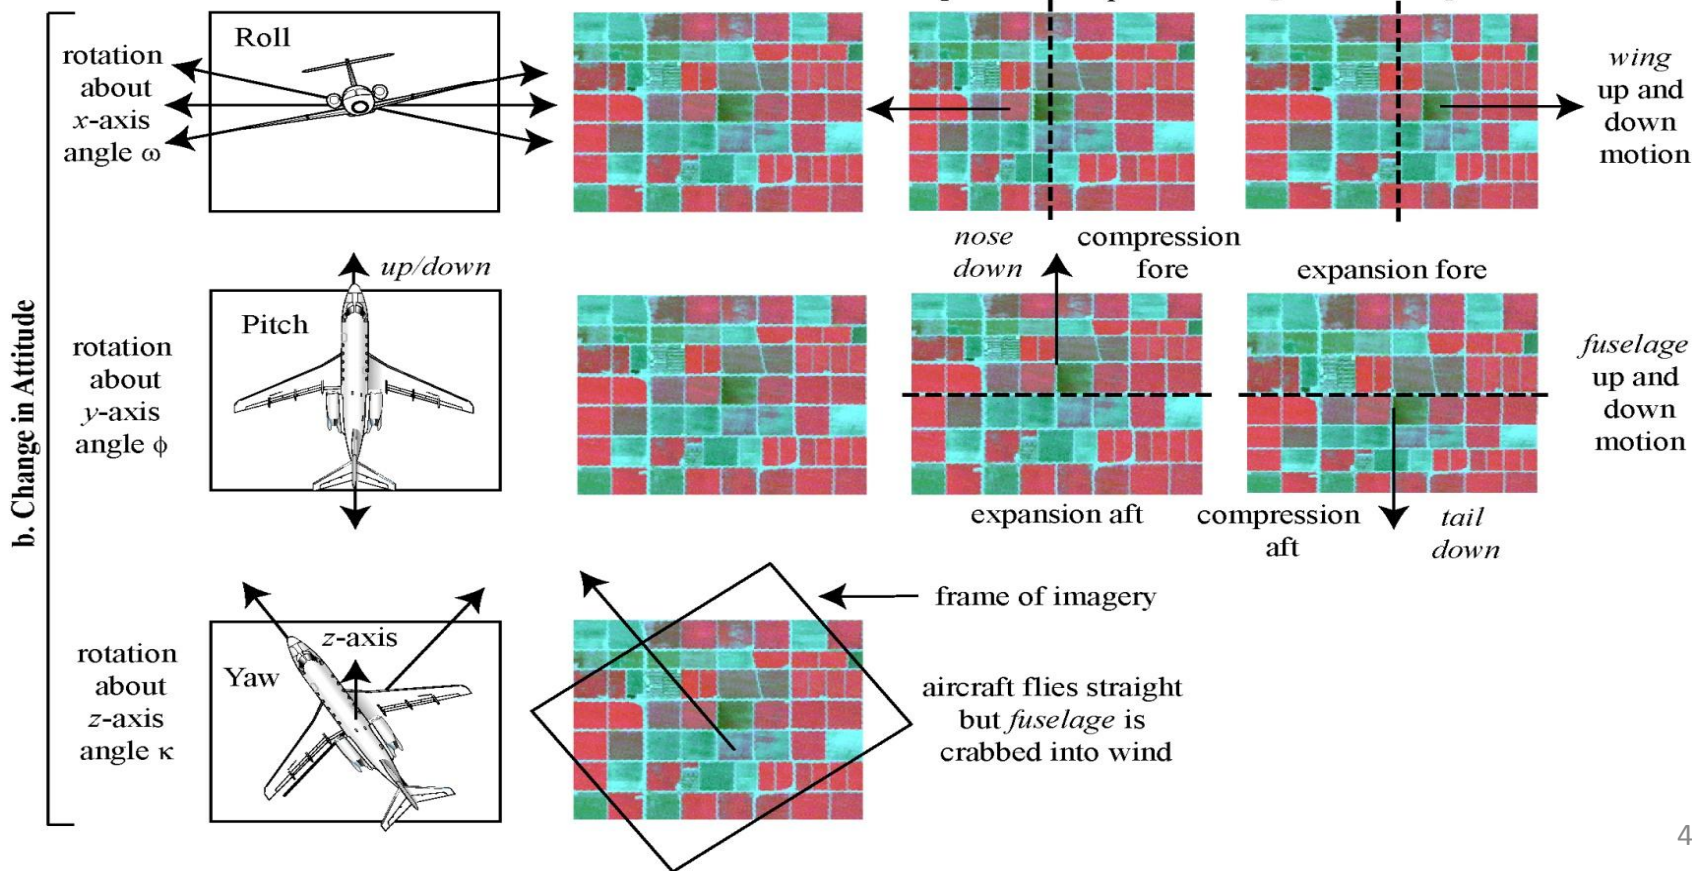 b. Change in Attitude
rotation
about
x-axis
angle ω
Roll
wing
up and
down
motion
rotation
about
y-axis
angle ϕ
up/down
Pitch
nose
down
compression
fore
expansion aft
expansion fore
compression
aft
tail
down
fuselage
up and
down
motion
rotation
about
z-axis
angle κ
Yaw
z-axis
frame of imagery
aircraft flies straight
but fuselage is
crabbed into wind
4